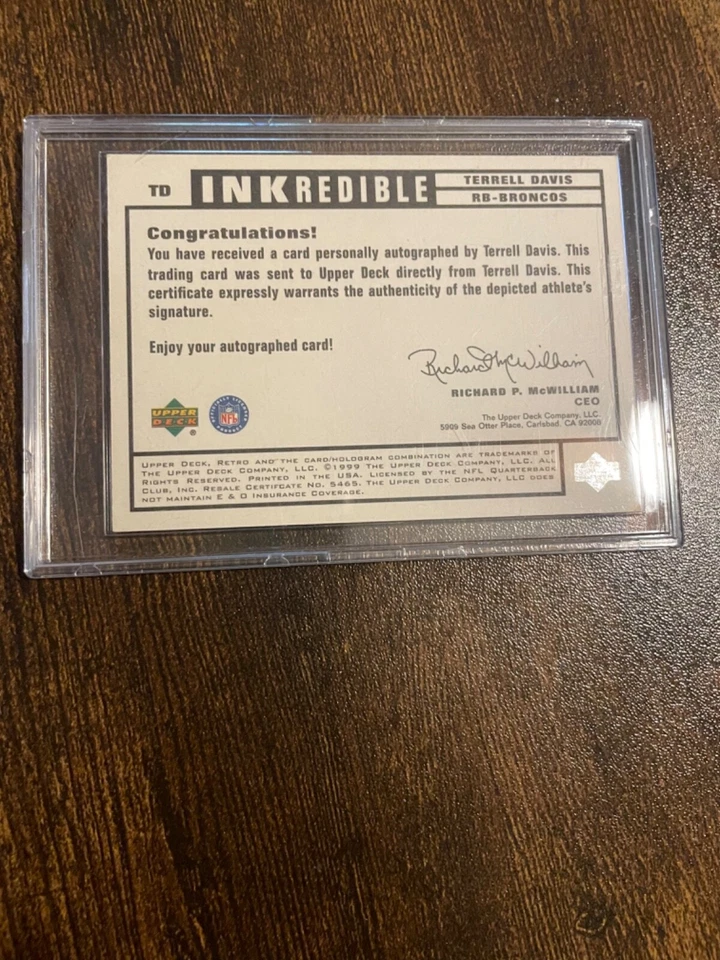 TD INKREDIBLE TERRELL DAVIS
RB-BRONCOS
Congratulations!
You have received a card personally autographed by Terrell Davis. This
trading card was sent to Upper Deck directly from Terrell Davis. This
certificate expressly warrants the authenticity of the depicted athlete's
signature.
Enjoy your autographed card!
Richard McWilliam
RICHARD P. McWILLIAM
CEO
The Upper Deck Company, LLC.
5909 Sea Otter Place, Carlsbad, CA 92008
UPPER
DECK
®
NFL
UPPER DECK, RETRO AND THE CARD/HOLOGRAM COMBINATION ARE TRADEMARKS OF
THE UPPER DECK COMPANY, LLC. ©1999 THE UPPER DECK COMPANY, LLC. ALL
RIGHTS RESERVED. PRINTED IN THE USA. LICENSED BY THE NFL QUARTERBACK
CLUB, INC. REBALE CERTIFCATE NO. 5465. THE UPPER DECK COMPANY, LLC DOES
NOT MAINTAIN E & O INSURANCE COVERAGE.